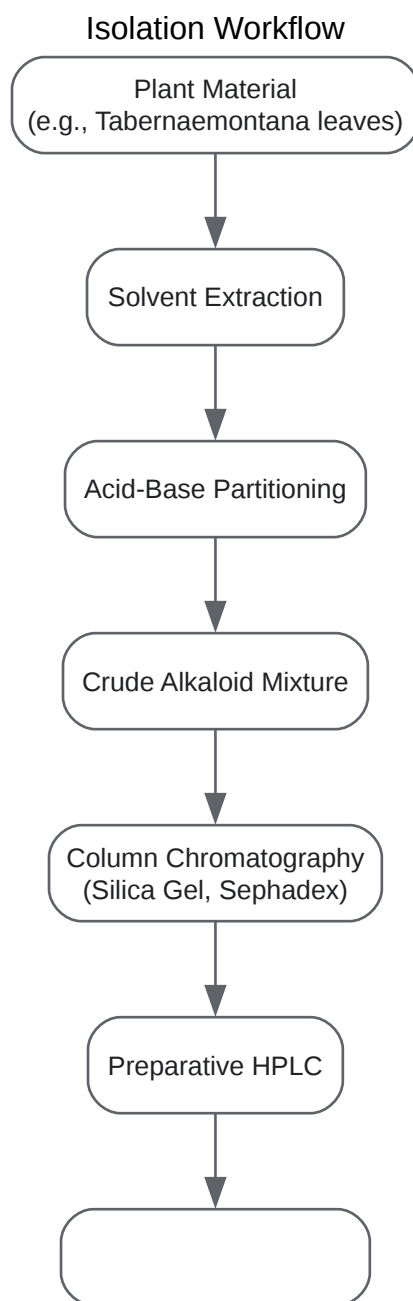 Isolation Workflow
Plant Material
(e.g., Tabernaemontana leaves)
Solvent Extraction
Acid-Base Partitioning
Crude Alkaloid Mixture
Column Chromatography
(Silica Gel, Sephadex)
Preparative HPLC